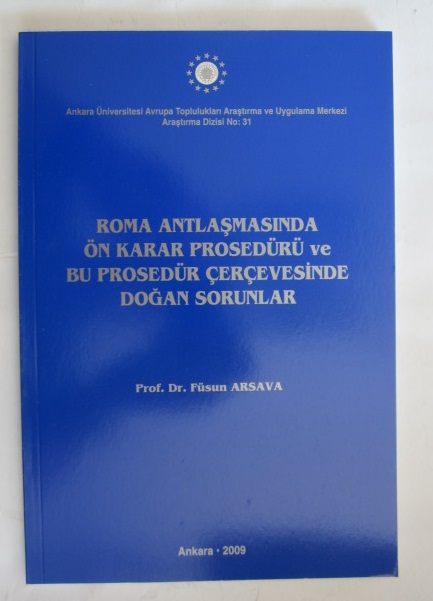 Ankara Üniversitesi Avrupa Toplulukları Araştırma ve Uygulama Merkezi
Araştırma Dizisi No: 31
ROMA ANTLAŞMASINDA
ÖN KARAR PROSEDÜRÜ ve
BU PROSEDÜR ÇERÇEVESİNDE
DOĞAN SORUNLAR
Prof. Dr. Füsun ARSAVA
Ankara • 2009